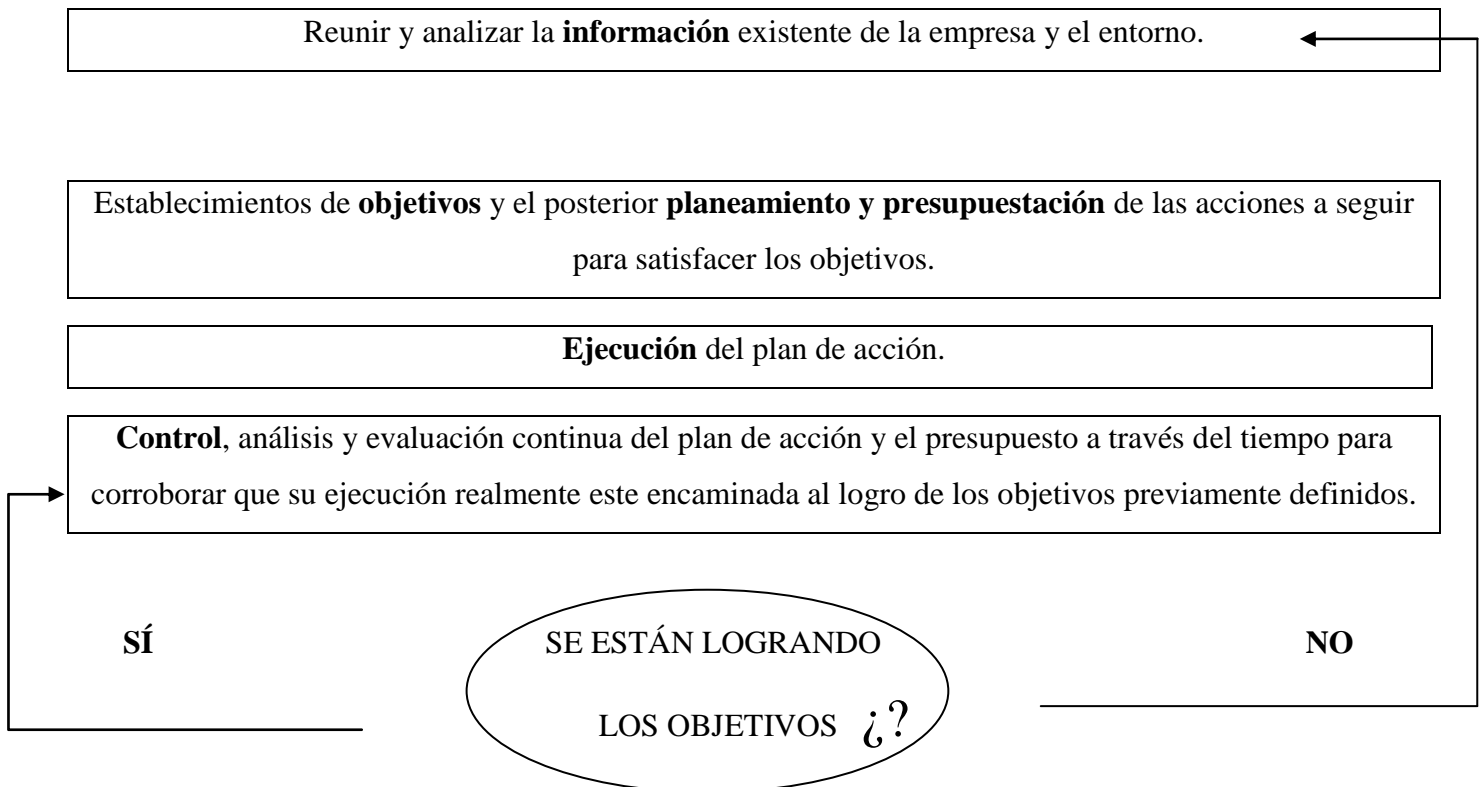 Reunir y analizar la información existente de la empresa y el entorno.
Establecimientos de objetivos y el posterior planeamiento y presupuestación de las acciones a seguir
para satisfacer los objetivos.
Ejecución del plan de acción.
Control, análisis y evaluación continua del plan de acción y el presupuesto a través del tiempo para
corroborar que su ejecución realmente este encaminada al logro de los objetivos previamente definidos.
SÍ
SE ESTÁN LOGRANDO
NO
LOS OBJETIVOS ¿?